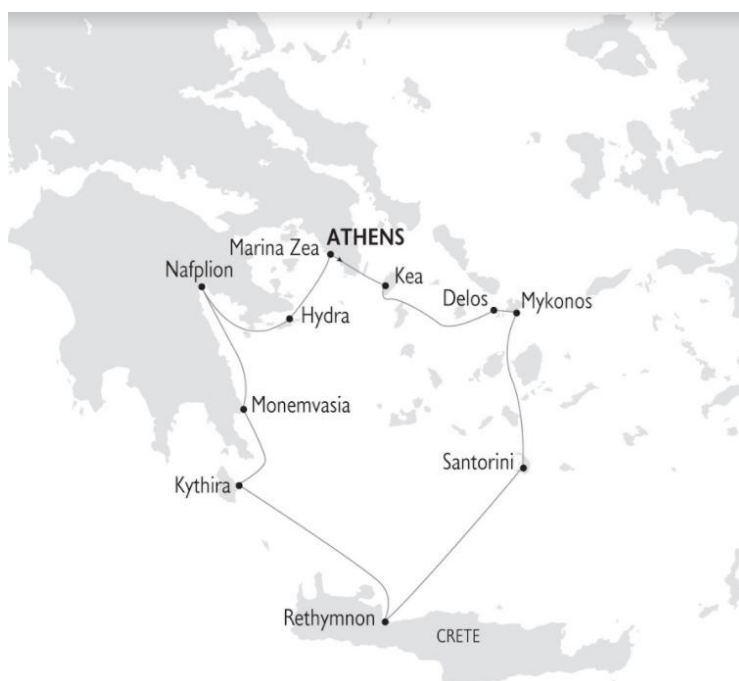 ATHENS
Marina Zea
Nafplion
Kea
Delos
Mykonos
Hydra
Monemvasia
Santorini
Kythira
Rethymnon
CRETE